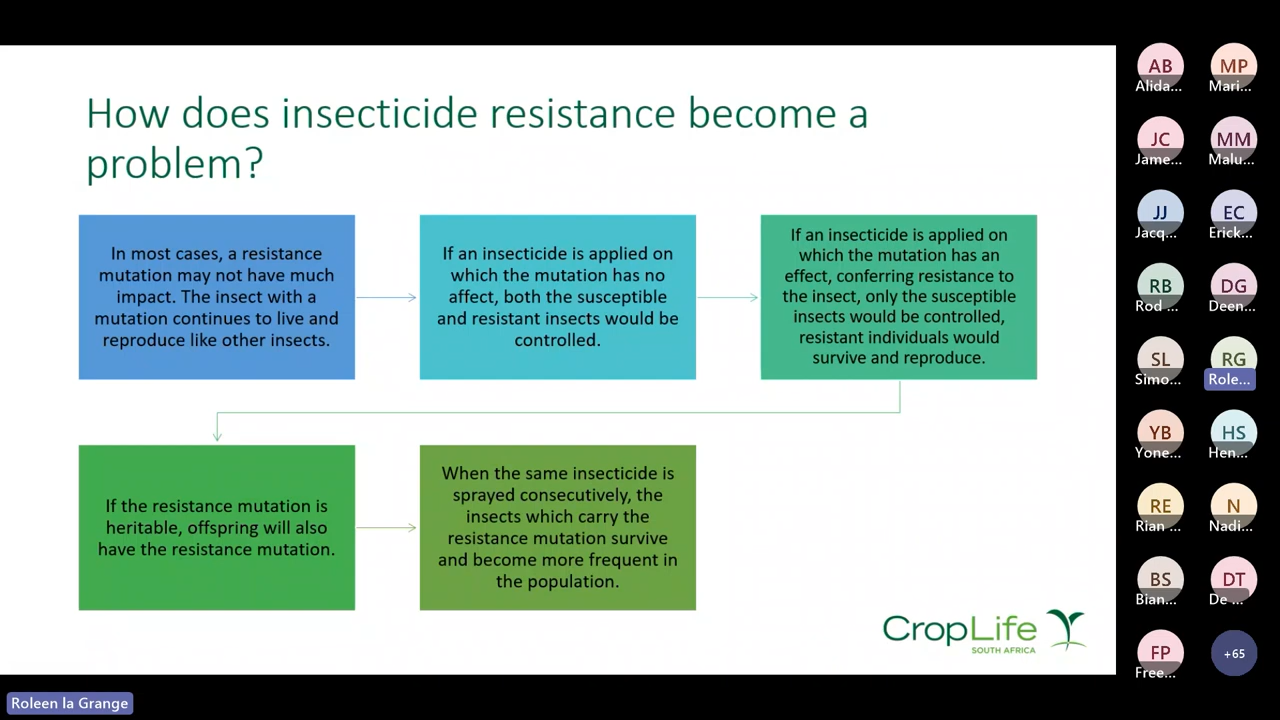 How does insecticide resistance become a
problem?
In most cases, a resistance
mutation may not have much
impact. The insect with a
mutation continues to live and
reproduce like other insects.
If an insecticide is applied on
which the mutation has no
affect, both the susceptible
and resistant insects would be
controlled.
If an insecticide is applied on
which the mutation has an
effect, conferring resistance to
the insect, only the susceptible
insects would be controlled,
resistant individuals would
survive and reproduce.
If the resistance mutation is
heritable, offspring will also
have the resistance mutation.
When the same insecticide is
sprayed consecutively, the
insects which carry the
resistance mutation survive
and become more frequent in
the population.
CropLife
SOUTH AFRICA
Roleen la Grange
AB
Alida...
MP
Mari...
JC
Jame...
MM
Malu...
JJ
Jacq...
EC
Erick...
RB
Rod ...
DG
Deen...
SL
Simo...
RG
Role...
YB
Yone...
HS
Hen...
RE
Rian ...
N
Nadi...
BS
Bian...
DT
De ...
FP
Free...
+65